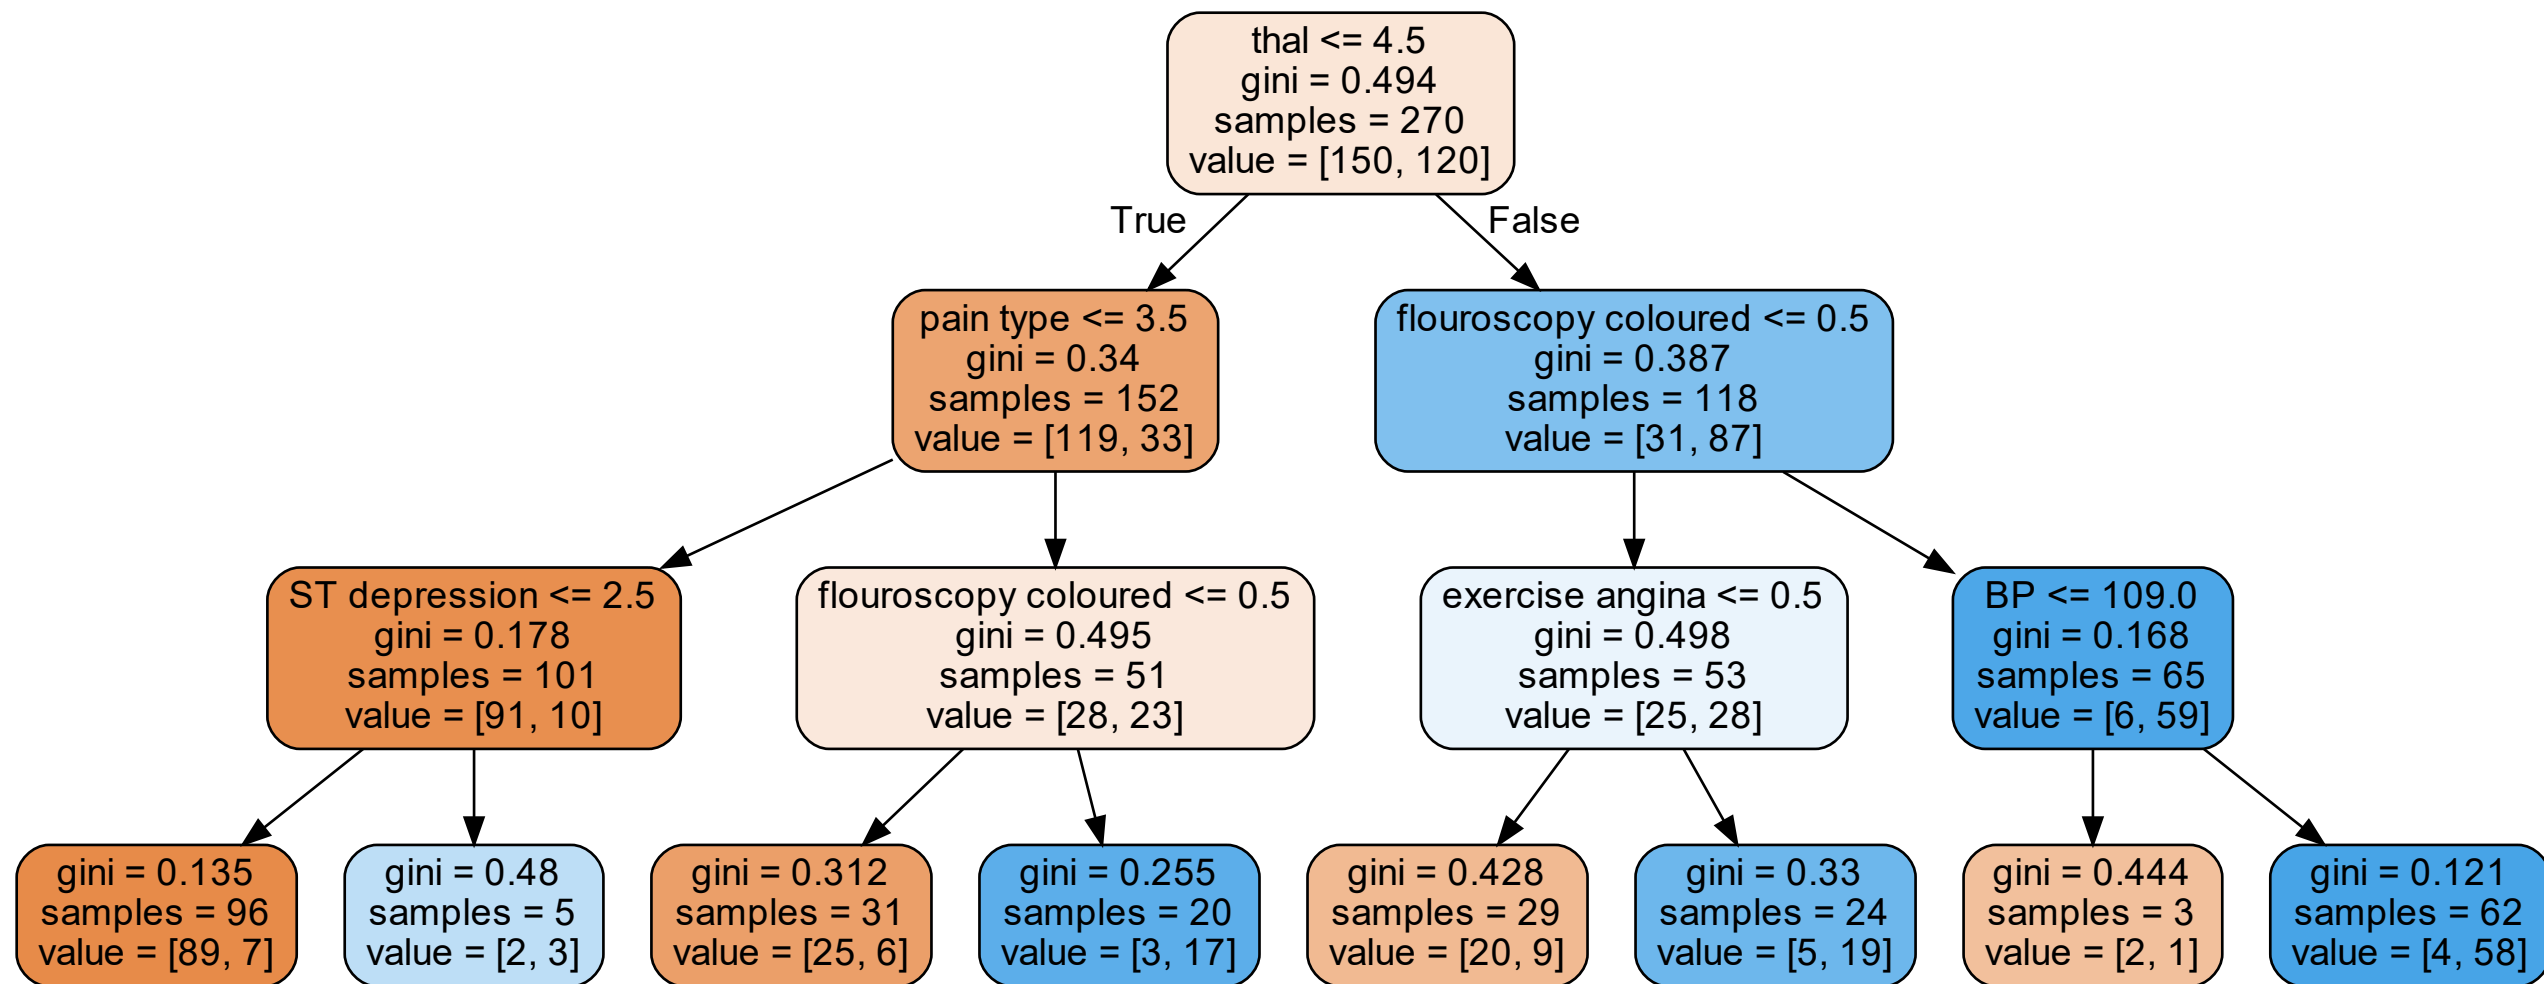 thal <= 4.5
gini = 0.494
samples = 270
value = [150, 120]
True
False
pain type <= 3.5
gini = 0.34
samples = 152
value = [119, 33]
flouroscopy coloured <= 0.5
gini = 0.387
samples = 118
value = [31, 87]
ST depression <= 2.5
gini = 0.178
samples = 101
value = [91, 10]
flouroscopy coloured <= 0.5
gini = 0.495
samples = 51
value = [28, 23]
exercise angina <= 0.5
gini = 0.498
samples = 53
value = [25, 28]
BP <= 109.0
gini = 0.168
samples = 65
value = [6, 59]
gini = 0.135
samples = 96
value = [89, 7]
gini = 0.48
samples = 5
value = [2, 3]
gini = 0.312
samples = 31
value = [25, 6]
gini = 0.255
samples = 20
value = [3, 17]
gini = 0.428
samples = 29
value = [20, 9]
gini = 0.33
samples = 24
value = [5, 19]
gini = 0.444
samples = 3
value = [2, 1]
gini = 0.121
samples = 62
value = [4, 58]